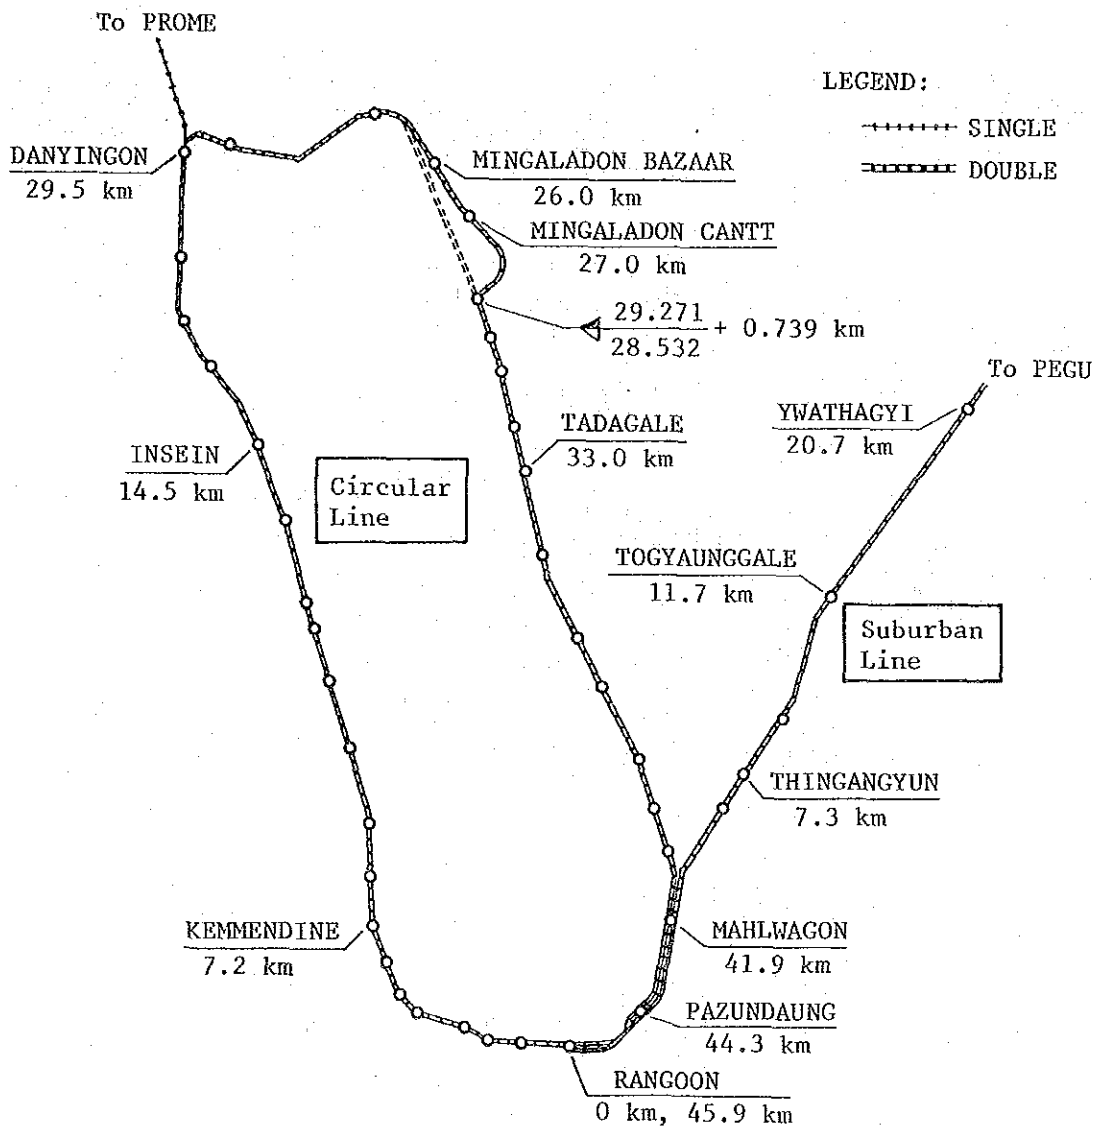 To PROME
LEGEND:
SINGLE
DOUBLE
DANYINGON
29.5 km
MINGALADON BAZAAR
26.0 km
MINGALADON CANTT
27.0 km
29.271
28.532
+ 0.739 km
To PEGU
YWATHAGYI
20.7 km
TADAGALE
33.0 km
INSEIN
14.5 km
Circular
Line
TOGYAUNGGALE
11.7 km
Suburban
Line
THINGANGYUN
7.3 km
KEMMENDINE
7.2 km
MAHLWAGON
41.9 km
PAZUNDAUNG
44.3 km
RANGOON
0 km, 45.9 km